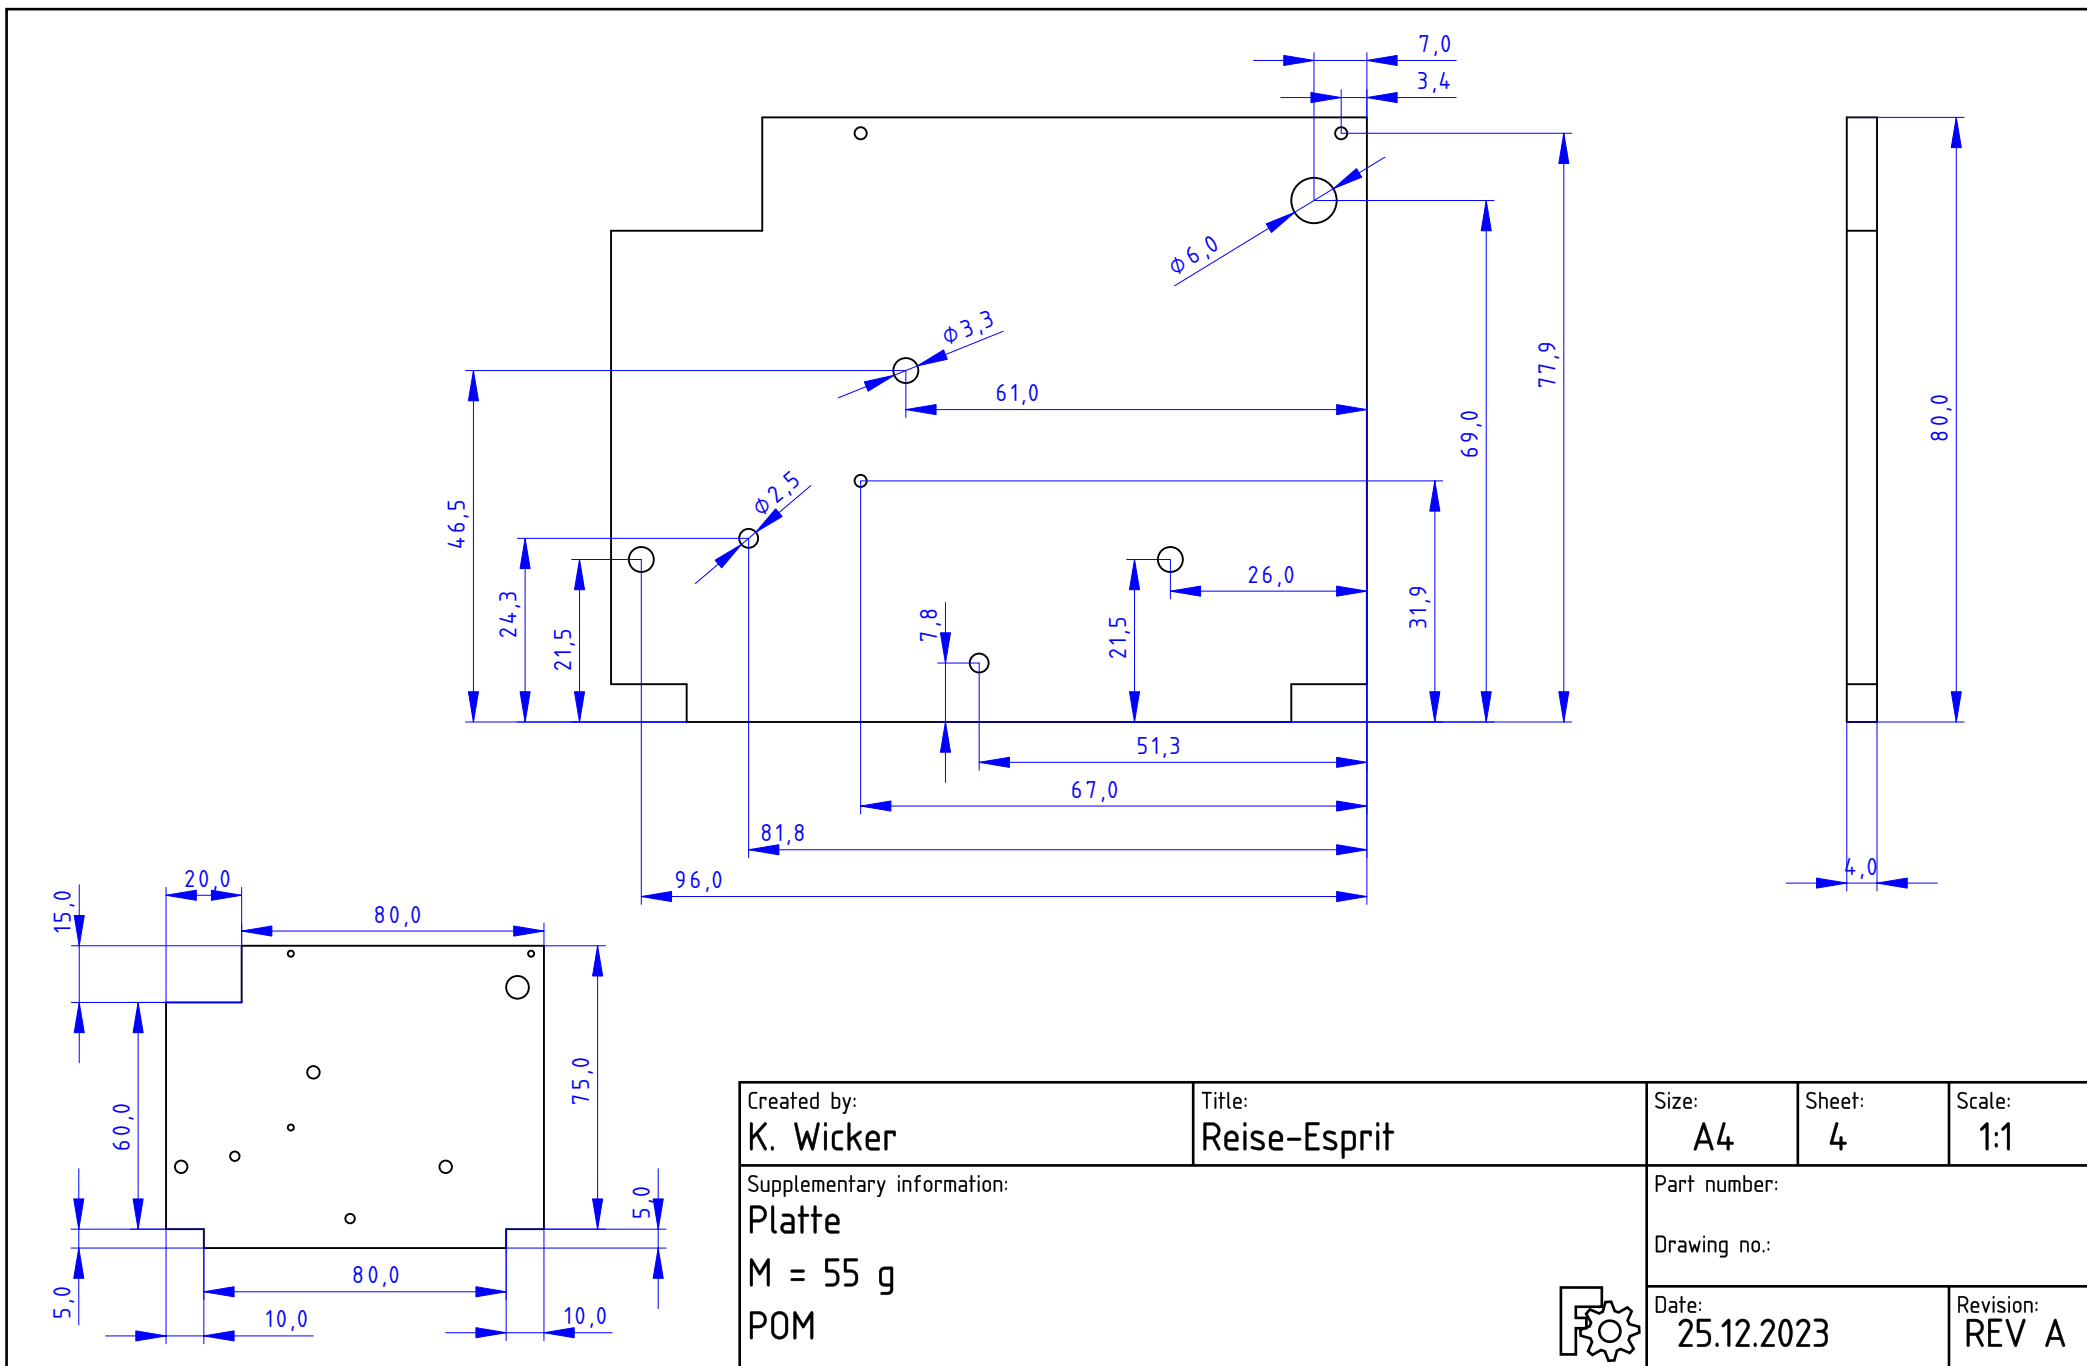 7,0
3,4
Ø6,0
Ø3,3
77,9
61,0
80,0
69,0
Ø2,5
46,5
24,3
26,0
31,9
7,8
21,5
21,5
51,3
67,0
81,8
4,0
96,0
20,0
15,0
80,0
75,0
60,0
5,0
80,0
5,0
10,0
10,0
Created by:
K. Wicker
Title:
Reise-Esprit
Size:
A4
Sheet:
4
Scale:
1:1
Supplementary information:
Platte
M = 55 g
POM
Part number:
Drawing no.:
Date:
25.12.2023
Revision:
REV A